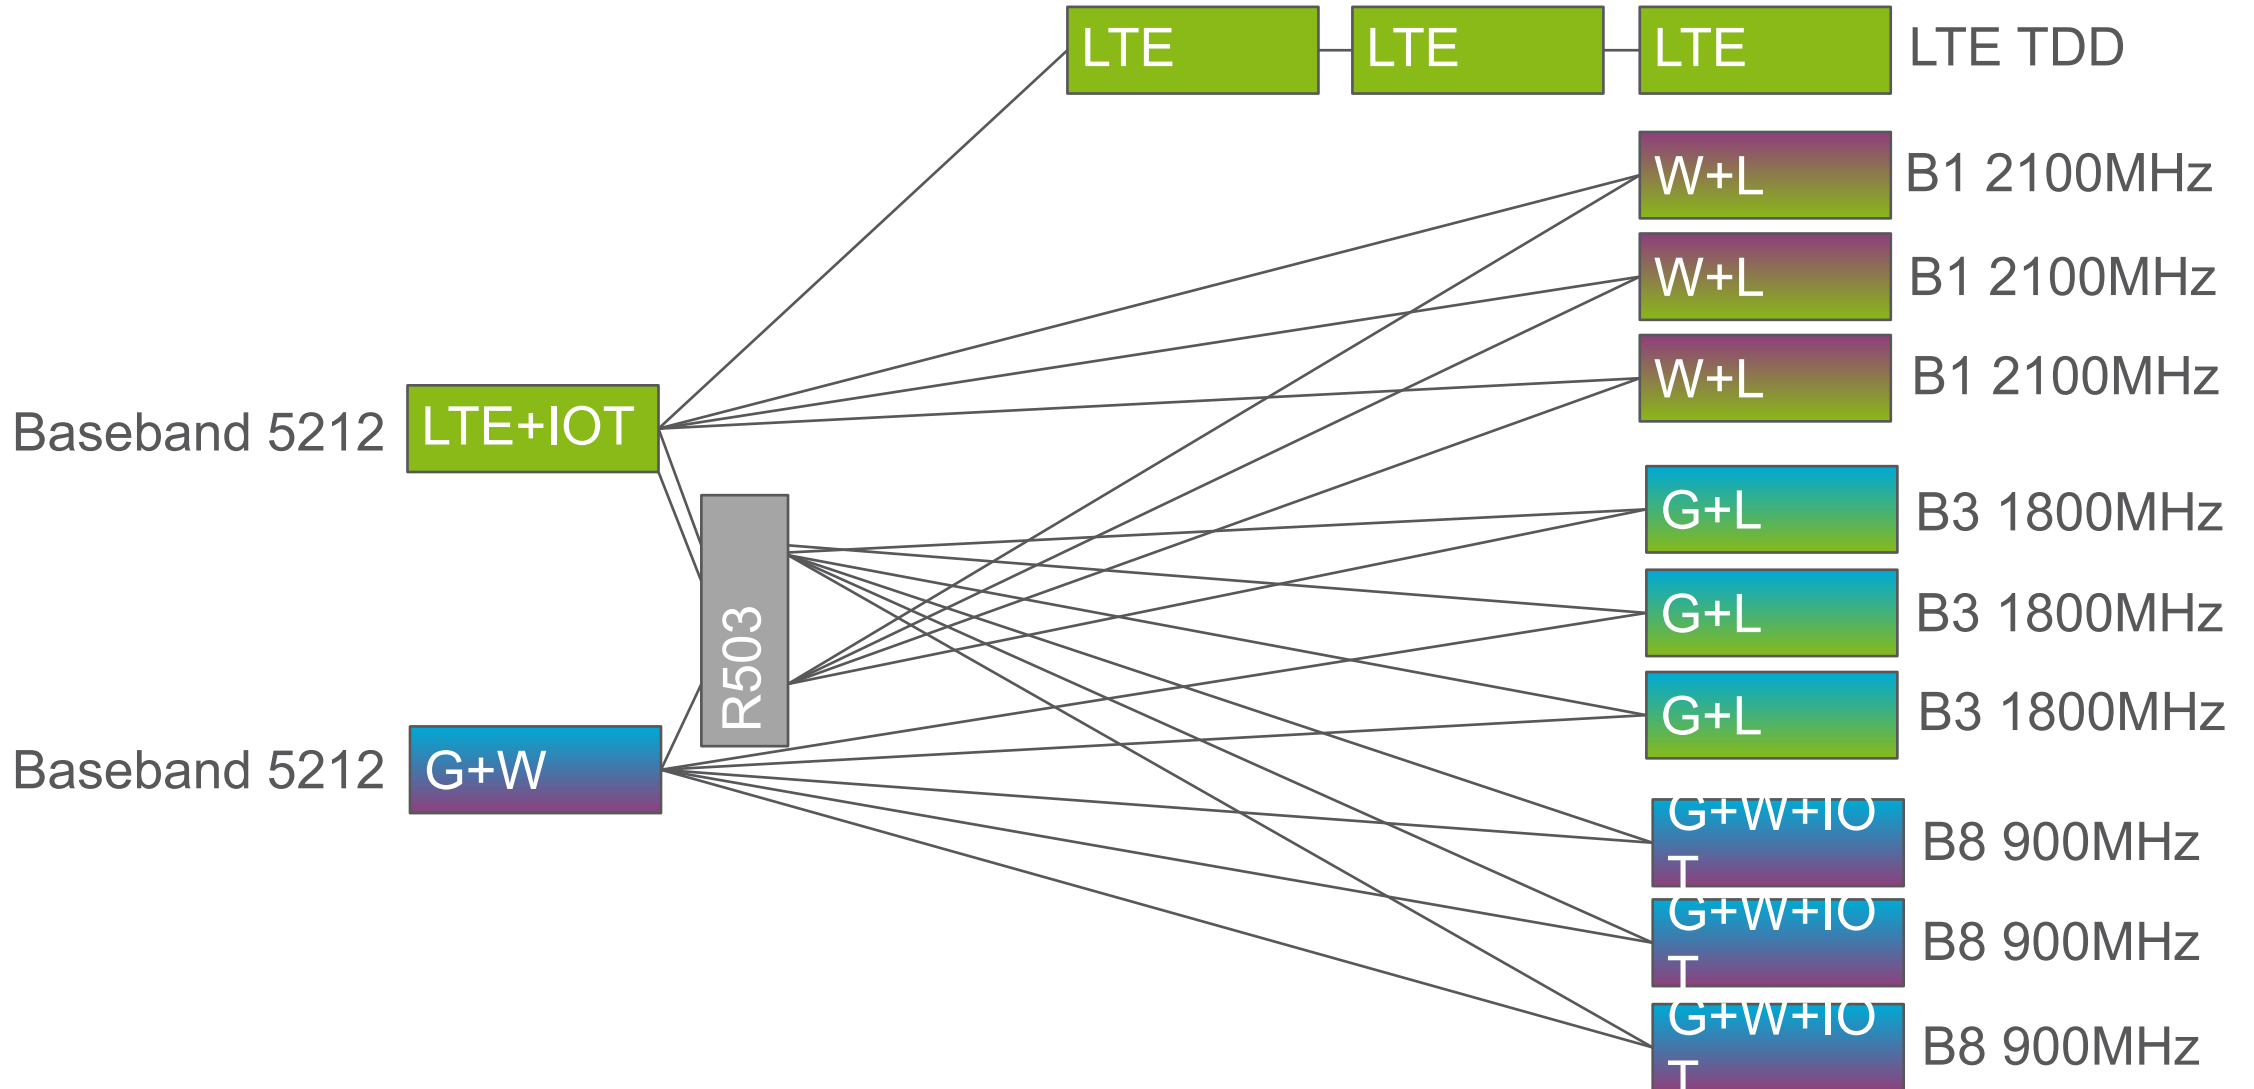 LTE LTE LTE LTE TDD
W+L B1 2100MHz
W+L B1 2100MHz
W+L B1 2100MHz
Baseband 5212 LTE+IOT
G+L B3 1800MHz
G+L B3 1800MHz
R503
G+L B3 1800MHz
Baseband 5212 G+W
G+W+IO
T
B8 900MHz
G+W+IO
T
B8 900MHz
G+W+IO
T
B8 900MHz